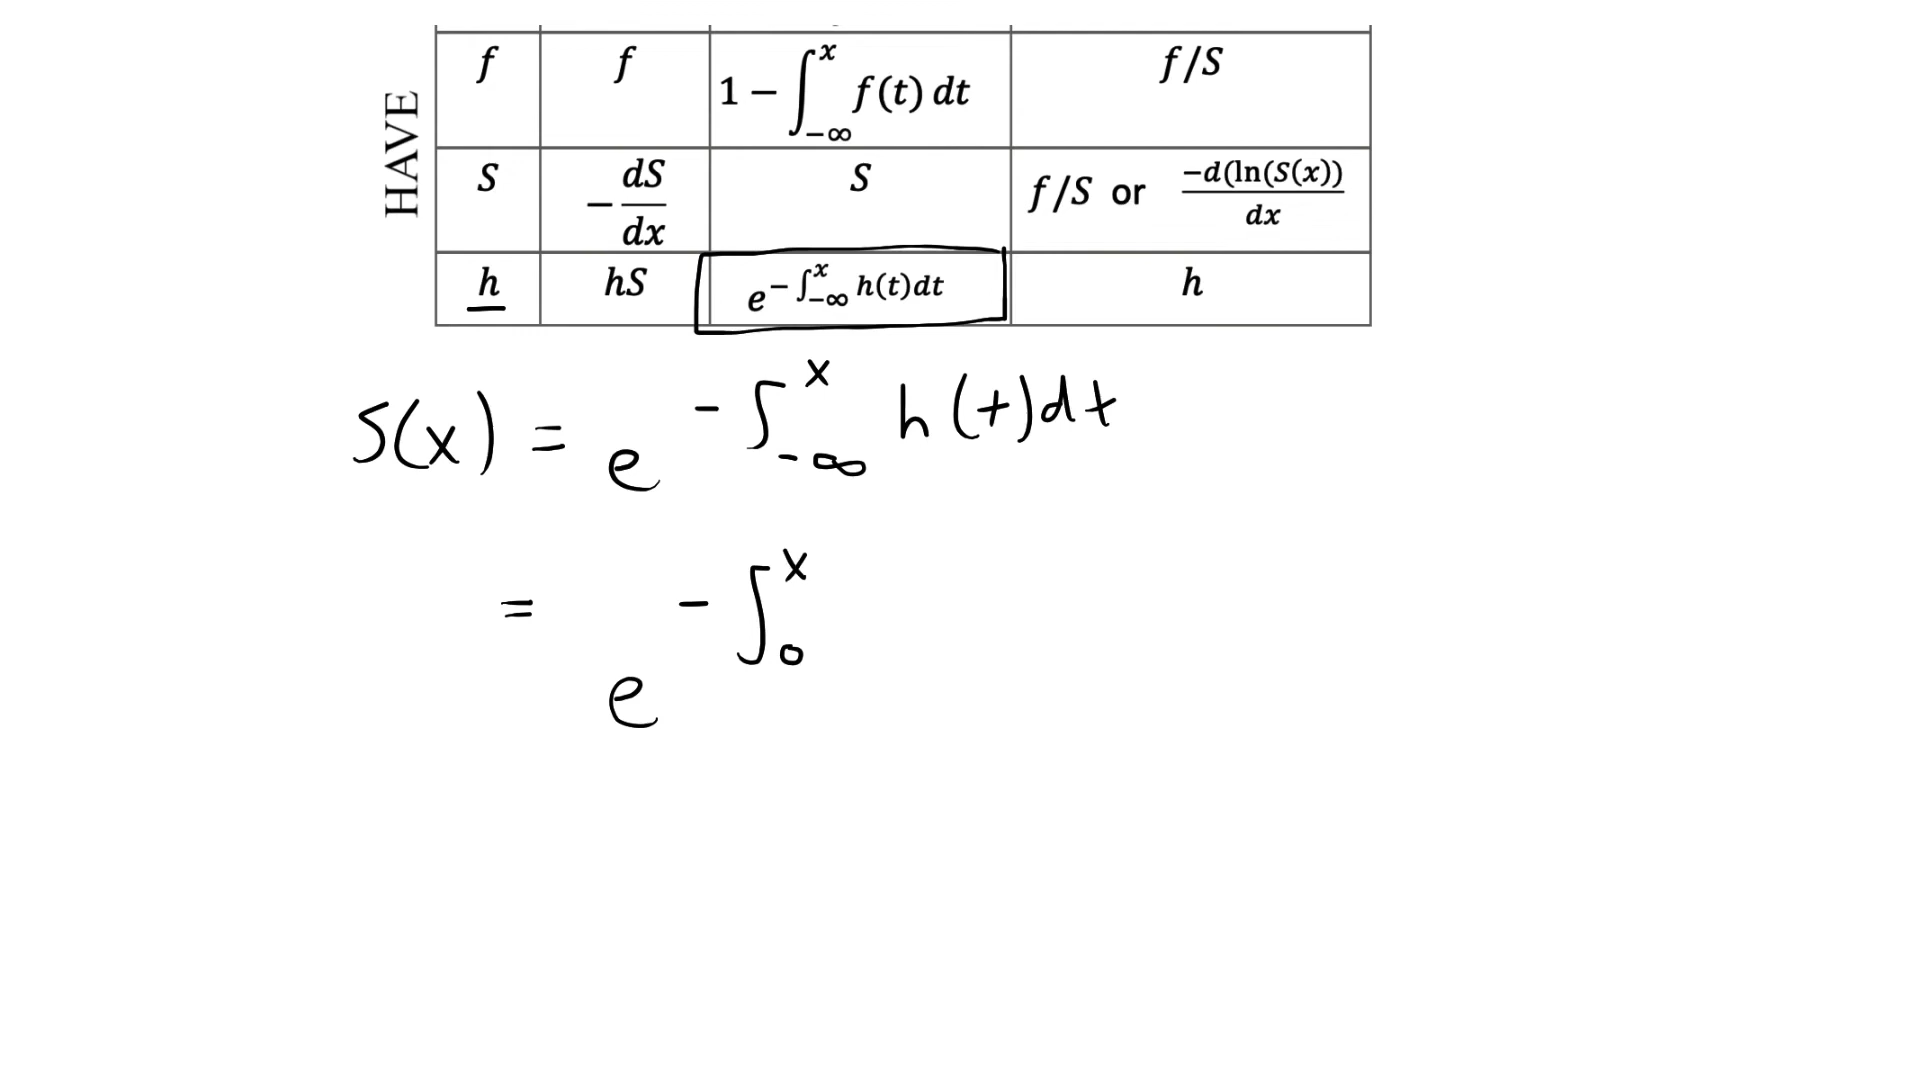 HAVE
f f 1 − ∫_{−∞}^{x} f(t) dt f/S
S −dS/dx S f/S or −d(ln(S(x))/dx
h hS e^{−∫_{−∞}^{x} h(t)dt} h
S(x) = e^{−∫_{−∞}^{x} h(t)dt}
= e^{−∫_{0}^{x}}